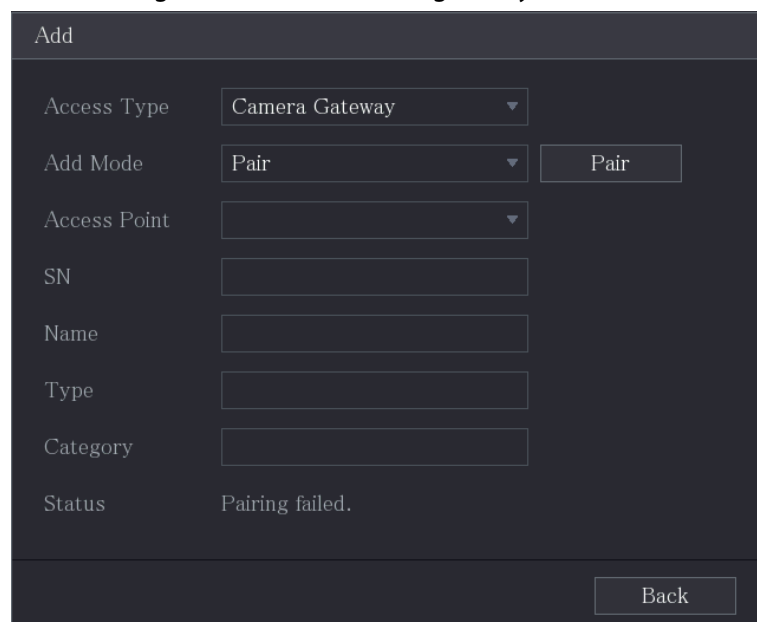 Add
Access Type Camera Gateway
Add Mode Pair Pair
Access Point
SN
Name
Type
Category
Status Pairing failed.
Back